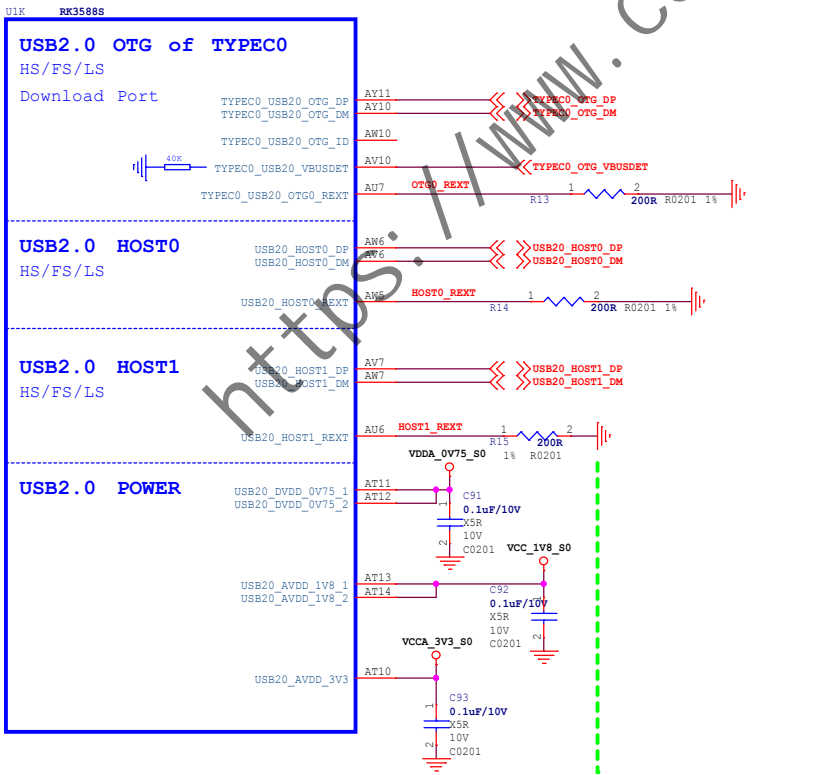 U1K RK3588S
USB2.0 OTG of TYPEC0
HS/FS/LS
Download Port
TYPEC0_USB20_OTG_DP AY11 TYPEC0_OTG_DP
TYPEC0_USB20_OTG_DM AY10 TYPEC0_OTG_DM
TYPEC0_USB20_OTG_ID AW10
40K
TYPEC0_USB20_VBUSDET AV10 TYPEC0_OTG_VBUSDET
TYPEC0_USB20_OTG0_REXT AU7 OTG0_REXT 1 2
R13 200R R0201 1%
USB2.0 HOST0
HS/FS/LS
USB20_HOST0_DP AW6 USB20_HOST0_DP
USB20_HOST0_DM AV6 USB20_HOST0_DM
USB20_HOST0_REXT AW5 HOST0_REXT 1 2
R14 200R R0201 1%
USB2.0 HOST1
HS/FS/LS
USB20_HOST1_DP AV7 USB20_HOST1_DP
USB20_HOST1_DM AW7 USB20_HOST1_DM
USB20_HOST1_REXT AU6 HOST1_REXT 1 2
R15 200R
1% R0201
VDDA_0V75_S0
USB2.0 POWER
USB20_DVDD_0V75_1 AT11
USB20_DVDD_0V75_2 AT12
C91
1
0.1uF/10V
X5R
10V
2
C0201
VCC_1V8_S0
USB20_AVDD_1V8_1 AT13
USB20_AVDD_1V8_2 AT14
C92
1
0.1uF/10V
X5R
10V
2
C0201
VCCA_3V3_S0
USB20_AVDD_3V3 AT10
C93
1
0.1uF/10V
X5R
10V
2
C0201
https://www.c